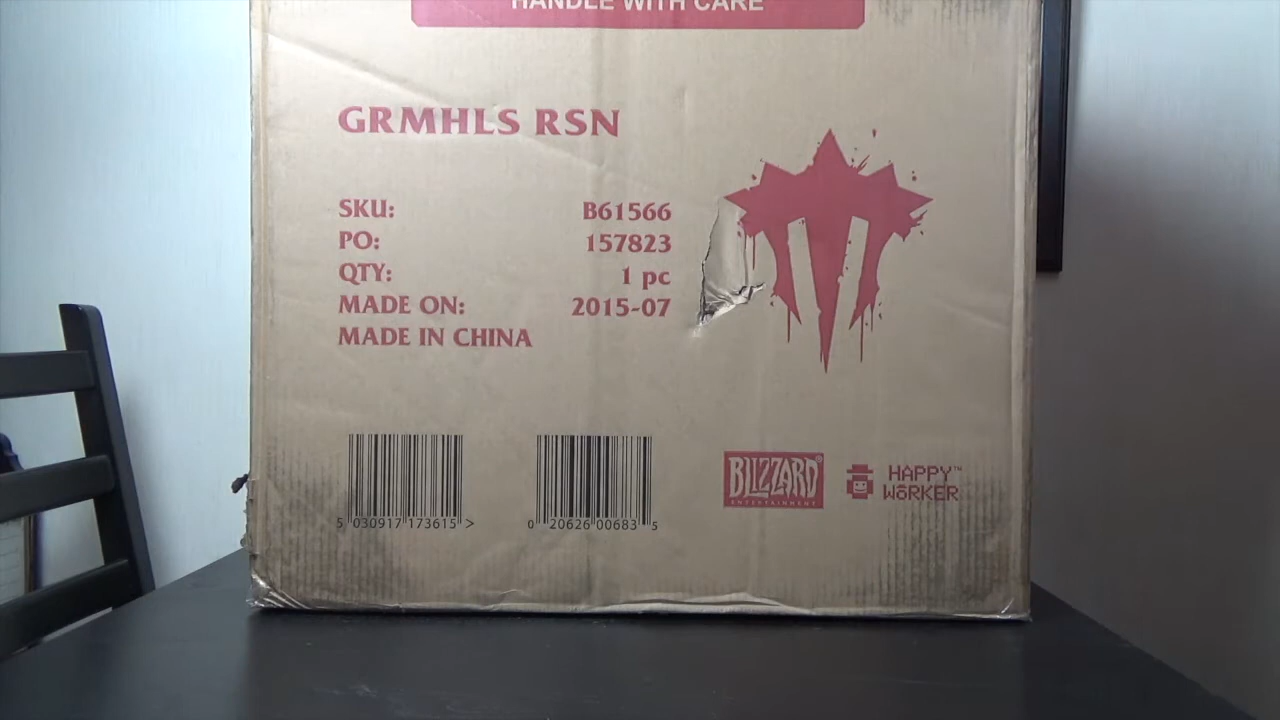 HANDLE WITH CARE
GRMHLS RSN
SKU: B61566
PO: 157823
QTY: 1 pc
MADE ON: 2015-07
MADE IN CHINA
5 030917 173615 >
0 20626 00683 5
BLIZZARD®
ENTERTAINMENT
HAPPY™
WöRKER